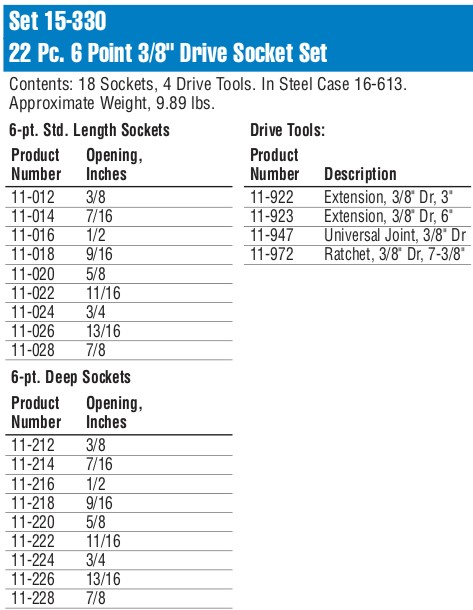 Set 15-330
22 Pc. 6 Point 3/8" Drive Socket Set
Contents: 18 Sockets, 4 Drive Tools. In Steel Case 16-613.
Approximate Weight, 9.89 lbs.
6-pt. Std. Length Sockets
Product Opening,
Number Inches
11-012 3/8
11-014 7/16
11-016 1/2
11-018 9/16
11-020 5/8
11-022 11/16
11-024 3/4
11-026 13/16
11-028 7/8
6-pt. Deep Sockets
Product Opening,
Number Inches
11-212 3/8
11-214 7/16
11-216 1/2
11-218 9/16
11-220 5/8
11-222 11/16
11-224 3/4
11-226 13/16
11-228 7/8
Drive Tools:
Product
Number Description
11-922 Extension, 3/8" Dr, 3"
11-923 Extension, 3/8" Dr, 6"
11-947 Universal Joint, 3/8" Dr
11-972 Ratchet, 3/8" Dr, 7-3/8"